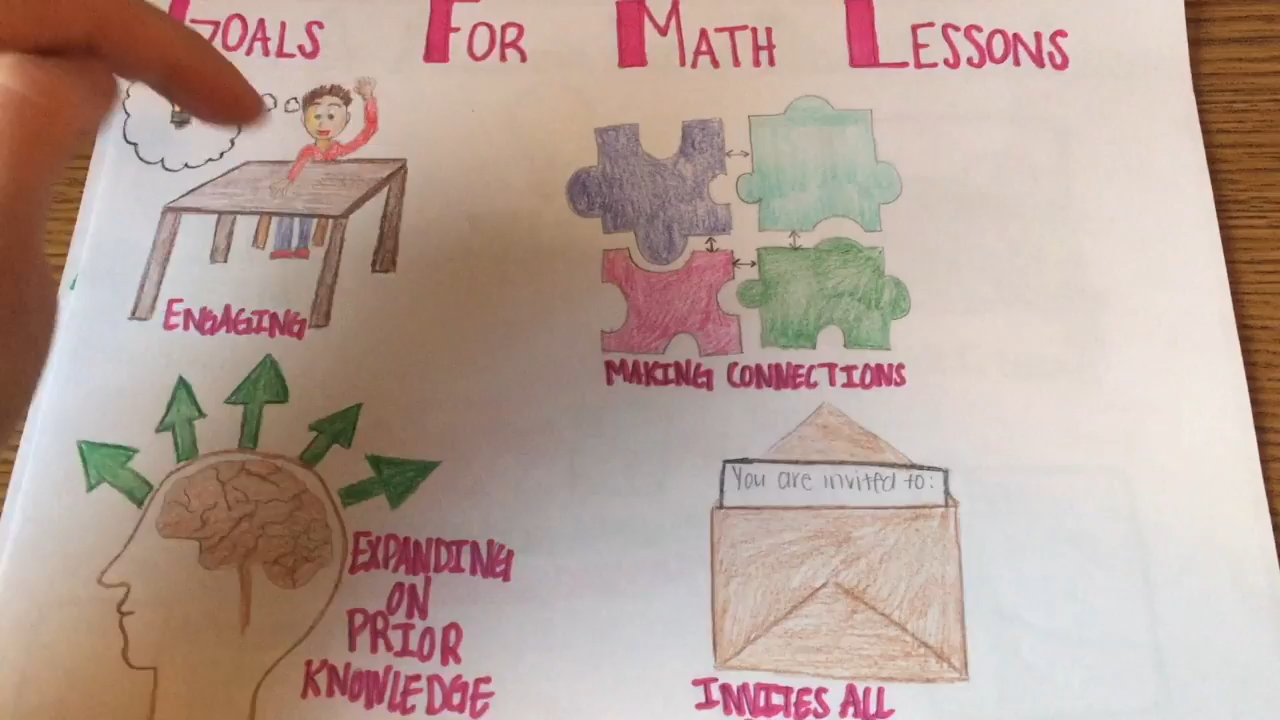 GOALS FOR MATH LESSONS
ENGAGING
MAKING CONNECTIONS
You are invited to:
EXPANDING
ON
PRIOR
KNOWLEDGE
INVITES ALL